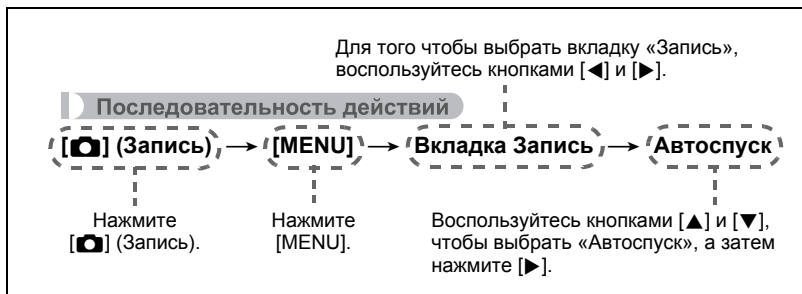 Для того чтобы выбрать вкладку «Запись»,
воспользуйтесь кнопками [◀] и [▶].
Последовательность действий
[📷] (Запись) → [MENU] → Вкладка Запись → Автоспуск
Нажмите
[📷] (Запись).
Нажмите
[MENU].
Воспользуйтесь кнопками [▲] и [▼],
чтобы выбрать «Автоспуск», а затем
нажмите [▶].